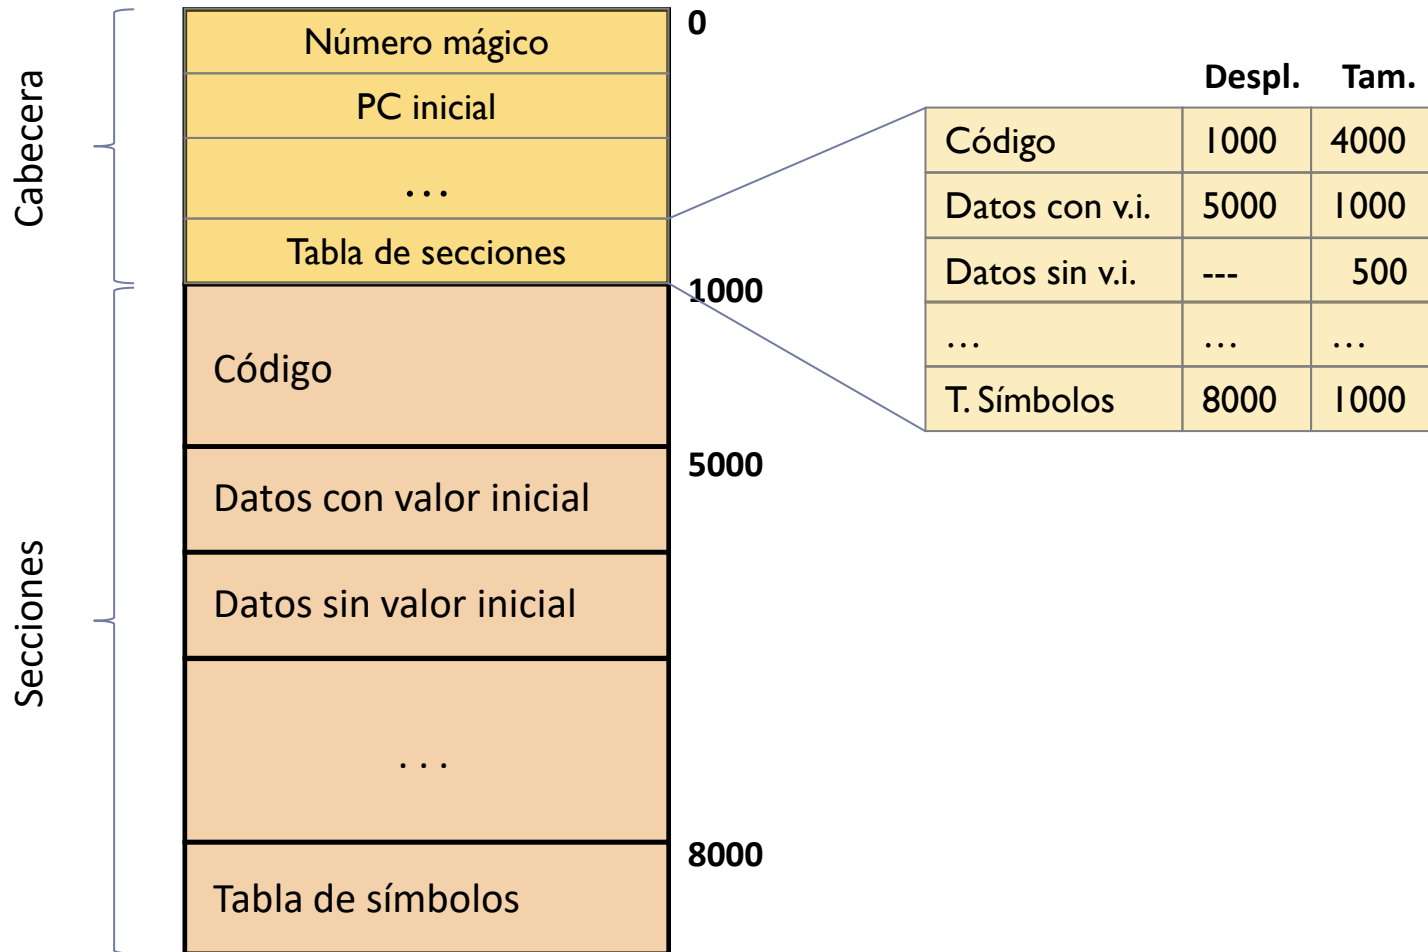 Cabecera
Número mágico
PC inicial
...
Tabla de secciones
0
1000
Secciones
Código
5000
Datos con valor inicial
Datos sin valor inicial
. . .
8000
Tabla de símbolos
Despl. Tam.
Código 1000 4000
Datos con v.i. 5000 1000
Datos sin v.i. --- 500
... ... ...
T. Símbolos 8000 1000